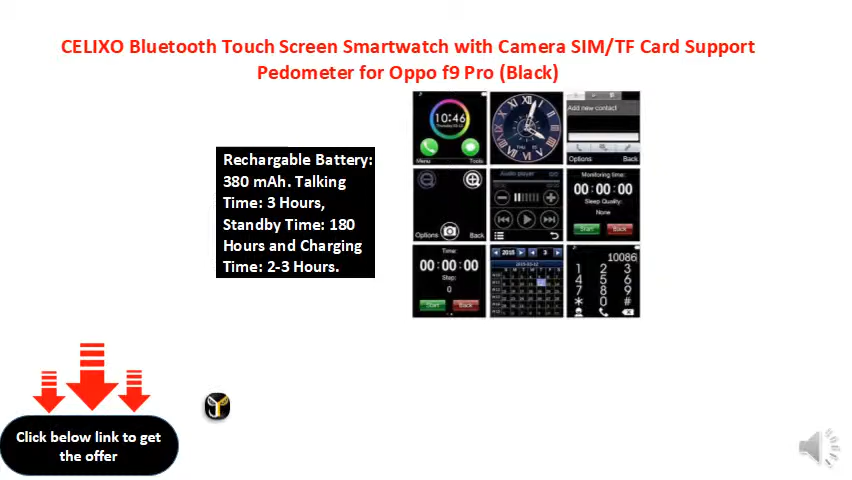 CELIXO Bluetooth Touch Screen Smartwatch with Camera SIM/TF Card Support
Pedometer for Oppo f9 Pro (Black)
Rechargable Battery:
380 mAh. Talking
Time: 3 Hours,
Standby Time: 180
Hours and Charging
Time: 2-3 Hours.
10:46
Menu
Tools
XII
THU
Add new contact
Options
Back
Options
Back
Audio player
Monitoring time:
00:00:00
Sleep Quality:
None
Start
Back
Time:
00:00:00
Step:
0
Start
Back
2015
3
10086
1 2 3
4 5 6
7 8 9
* 0 #
Click below link to get
the offer